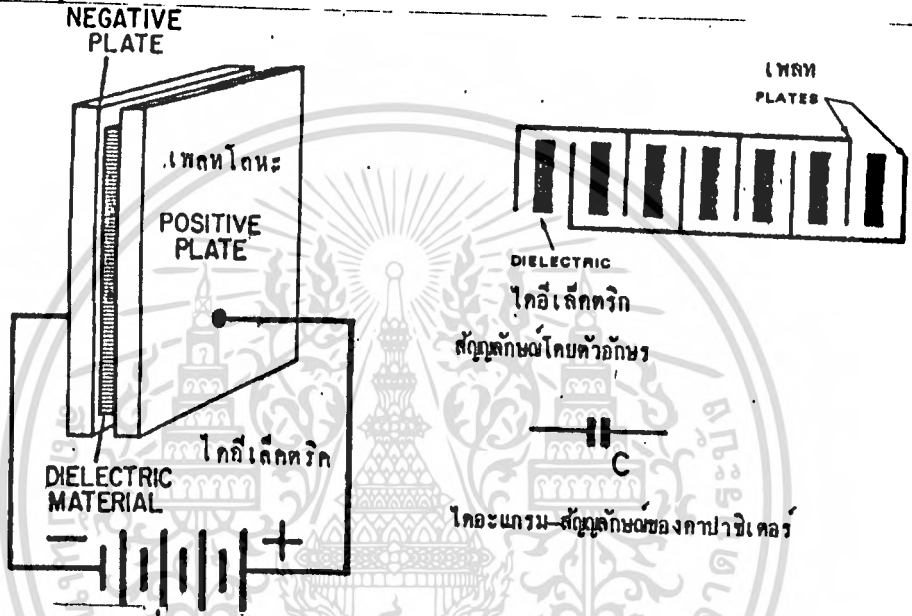 NEGATIVE
PLATE
เพลทโลหะ
POSITIVE
PLATE
ไดอีเล็คตริค
DIELECTRIC
MATERIAL
− +
เพลท
PLATES
DIELECTRIC
ไดอีเล็คตริก
สัญญลักษณ์โดยตัวอักษร
C
ไดอะแกรม-สัญญลักษณ์ของคาปาซิเตอร์